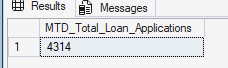 Results Messages
MTD_Total_Loan_Applications
1 4314